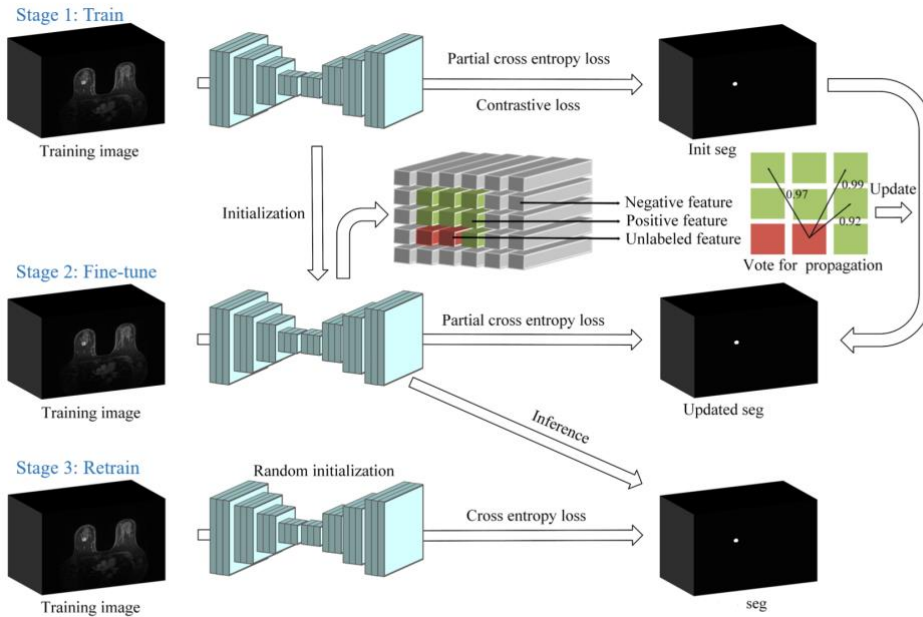 Stage 1: Train
Partial cross entropy loss
Contrastive loss
Training image
Init seg
Initialization
Negative feature
Positive feature
Unlabeled feature
0.97
0.99
0.92
Update
Vote for propagation
Stage 2: Fine-tune
Partial cross entropy loss
Training image
Updated seg
Inference
Stage 3: Retrain
Random initialization
Cross entropy loss
Training image
seg